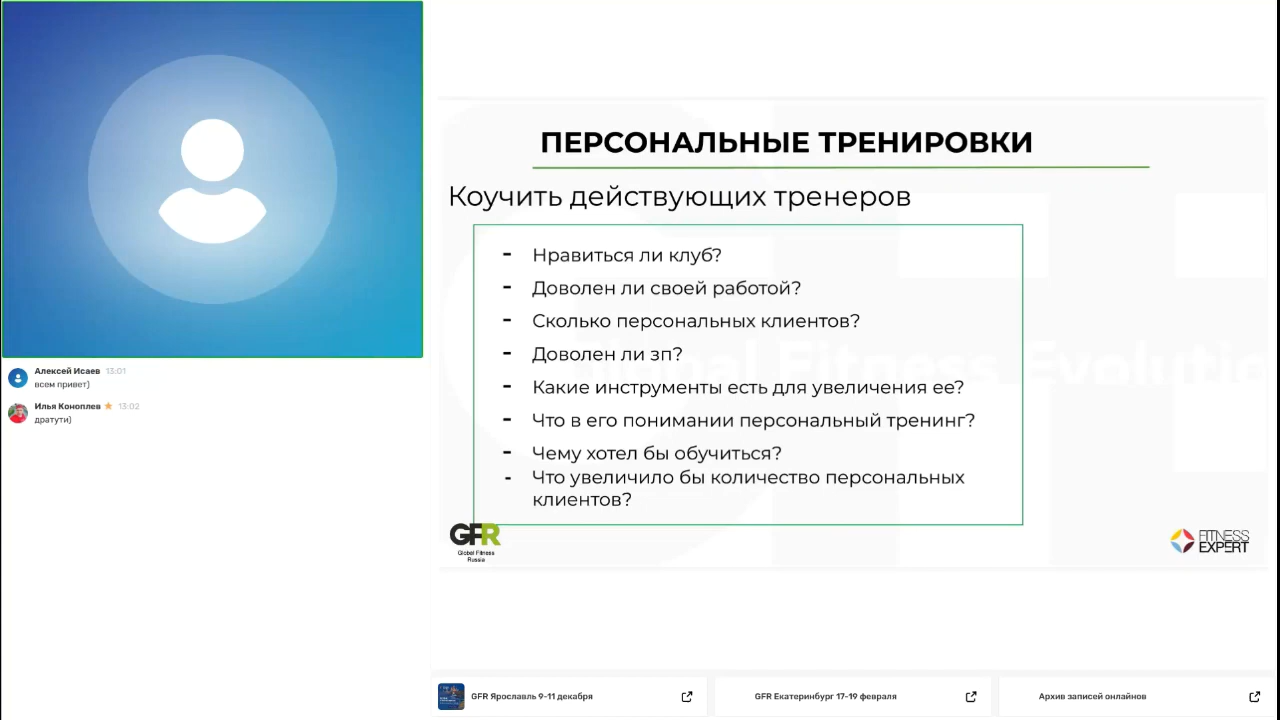 Алексей Исаев 13:01
всем привет)
Илья Коноплев 13:02
дратути)
ПЕРСОНАЛЬНЫЕ ТРЕНИРОВКИ
Коучить действующих тренеров
- Нравиться ли клуб?
- Доволен ли своей работой?
- Сколько персональных клиентов?
- Доволен ли зп?
- Какие инструменты есть для увеличения ее?
- Что в его понимании персональный тренинг?
- Чему хотел бы обучиться?
- Что увеличило бы количество персональных
клиентов?
GFR
Global Fitness
Russia
FITNESS
EXPERT
GFR Ярославль 9-11 декабря
GFR Екатеринбург 17-19 февраля
Архив записей онлайнов